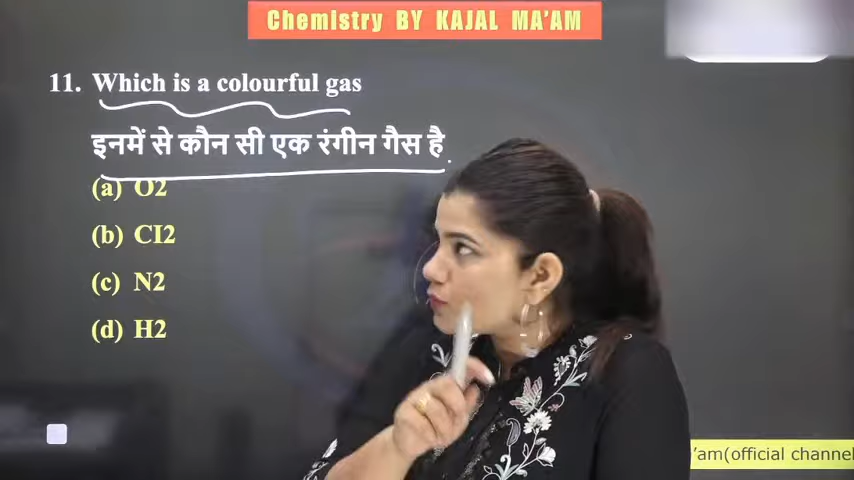 Chemistry BY KAJAL MA'AM
11. Which is a colourful gas
इनमें से कौन सी एक रंगीन गैस है
(a) O2
(b) CI2
(c) N2
(d) H2
'am(official channel